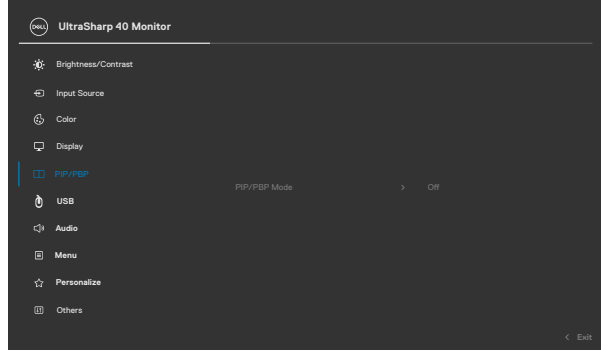 DELL
UltraSharp 40 Monitor
Brightness/Contrast
Input Source
Color
Display
PIP/PBP
PIP/PBP Mode > Off
USB
Audio
Menu
Personalize
Others
< Exit